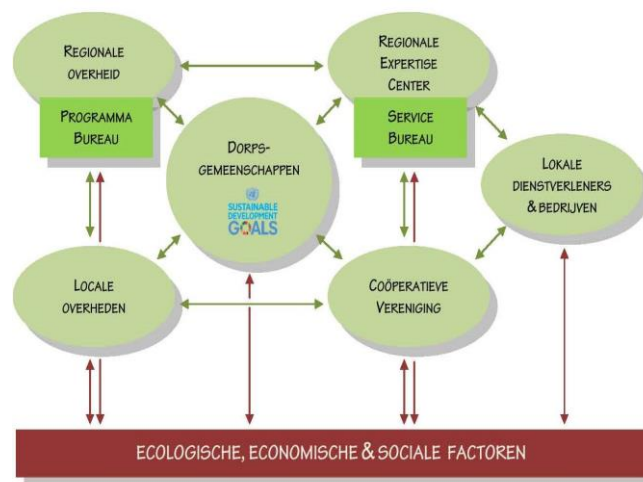 REGIONALE
OVERHEID
PROGRAMMA
BUREAU
REGIONALE
EXPERTISE
CENTER
SERVICE
BUREAU
DORPS-
GEMEENSCHAPPEN
SUSTAINABLE
DEVELOPMENT
GOALS
LOKALE
DIENSTVERLENERS
& BEDRIJVEN
LOCALE
OVERHEDEN
COÖPERATIEVE
VERENIGING
ECOLOGISCHE, ECONOMISCHE & SOCIALE FACTOREN